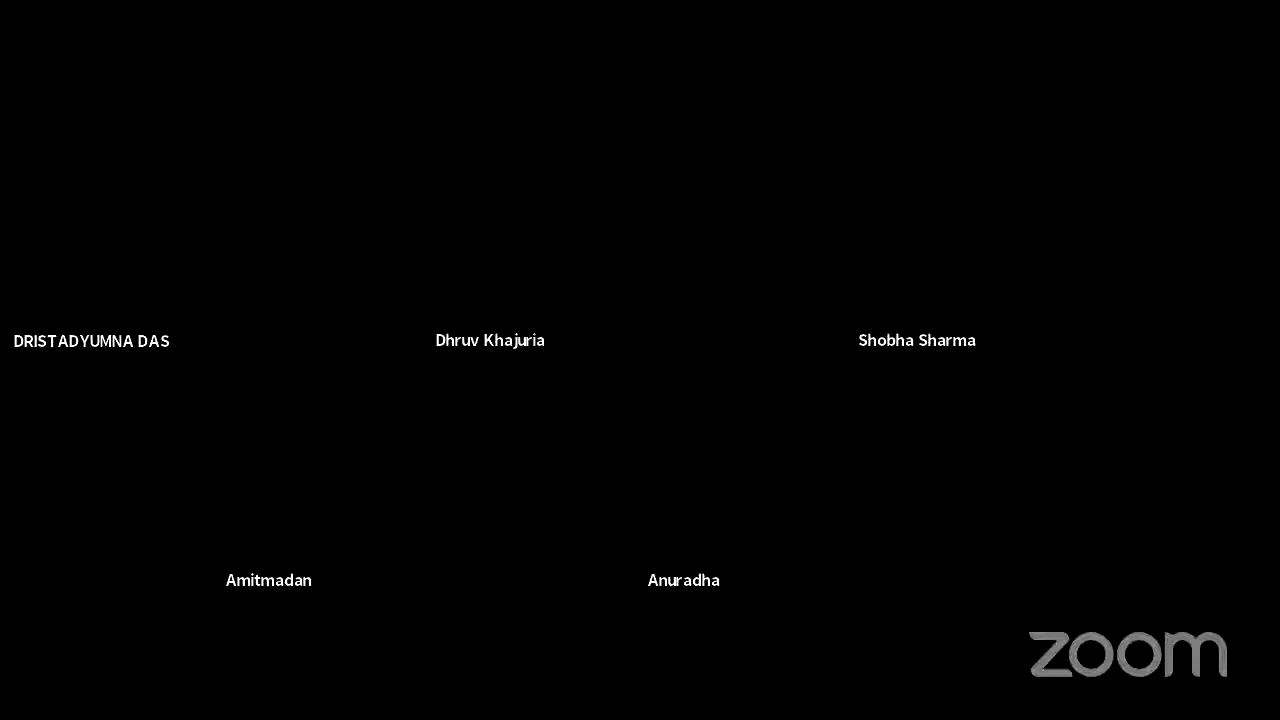 DRISTADYUMNA DAS
Dhruv Khajuria
Shobha Sharma
Amitmadan
Anuradha
zoom